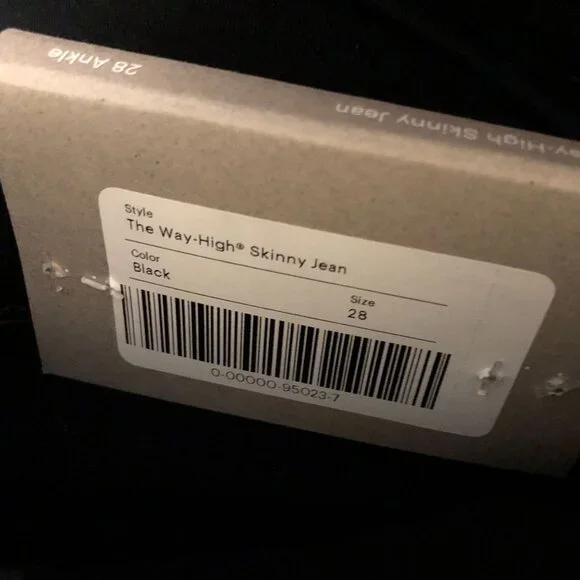 28 Ankle
ay-High Skinny Jean
Style
The Way-High® Skinny Jean
Color
Black
Size
28
0-00000-95023-7